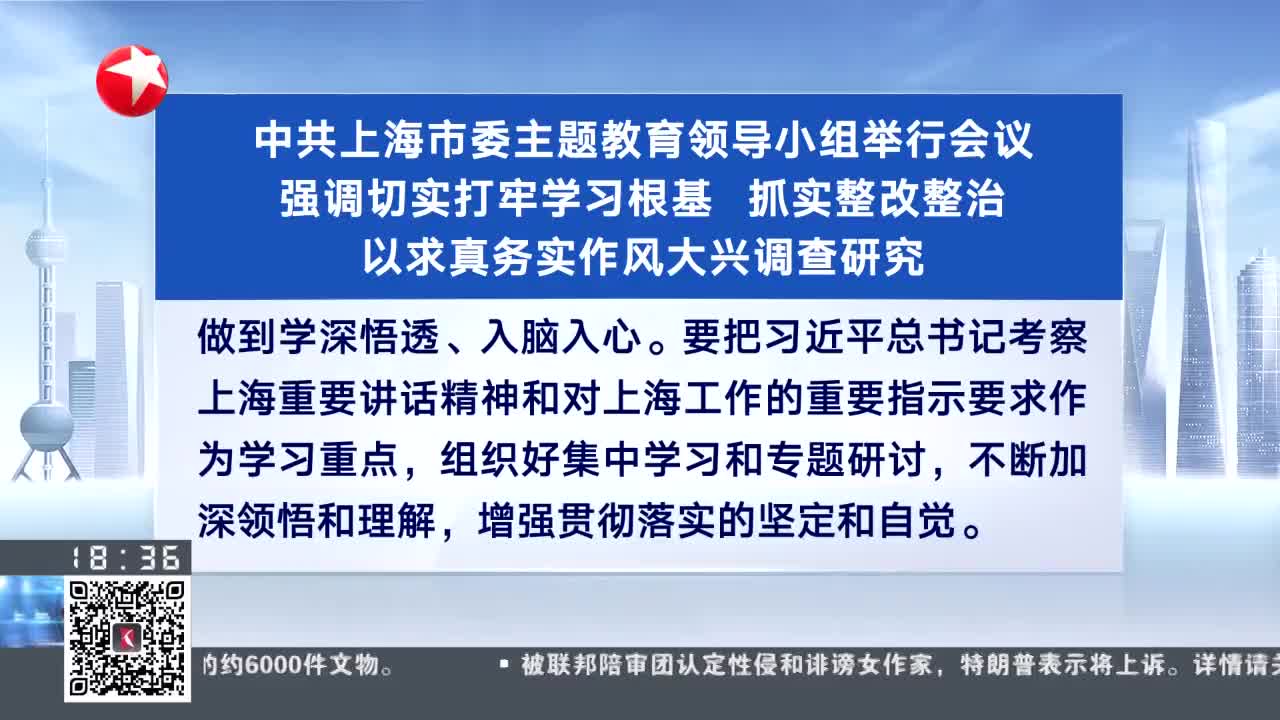 中共上海市委主题教育领导小组举行会议
强调切实打牢学习根基 抓实整改整治
以求真务实作风大兴调查研究
做到学深悟透、入脑入心。要把习近平总书记考察
上海重要讲话精神和对上海工作的重要指示要求作
为学习重点，组织好集中学习和专题研讨，不断加
深领悟和理解，增强贯彻落实的坚定和自觉。
18:36
的约6000件文物。 ▪ 被联邦陪审团认定性侵和诽谤女作家，特朗普表示将上诉。详情请关